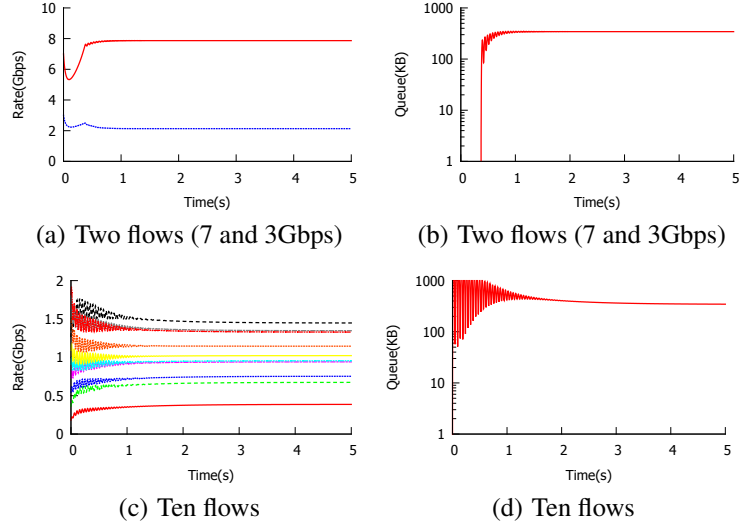 10
8
6
4
2
0
Rate(Gbps)
0 1 2 3 4 5
Time(s)
(a) Two flows (7 and 3Gbps)
1000
100
10
1
Queue(KB)
0 1 2 3 4 5
Time(s)
(b) Two flows (7 and 3Gbps)
2
1.5
1
0.5
0
Rate(Gbps)
0 1 2 3 4 5
Time(s)
(c) Ten flows
1000
100
10
1
Queue(KB)
0 1 2 3 4 5
Time(s)
(d) Ten flows